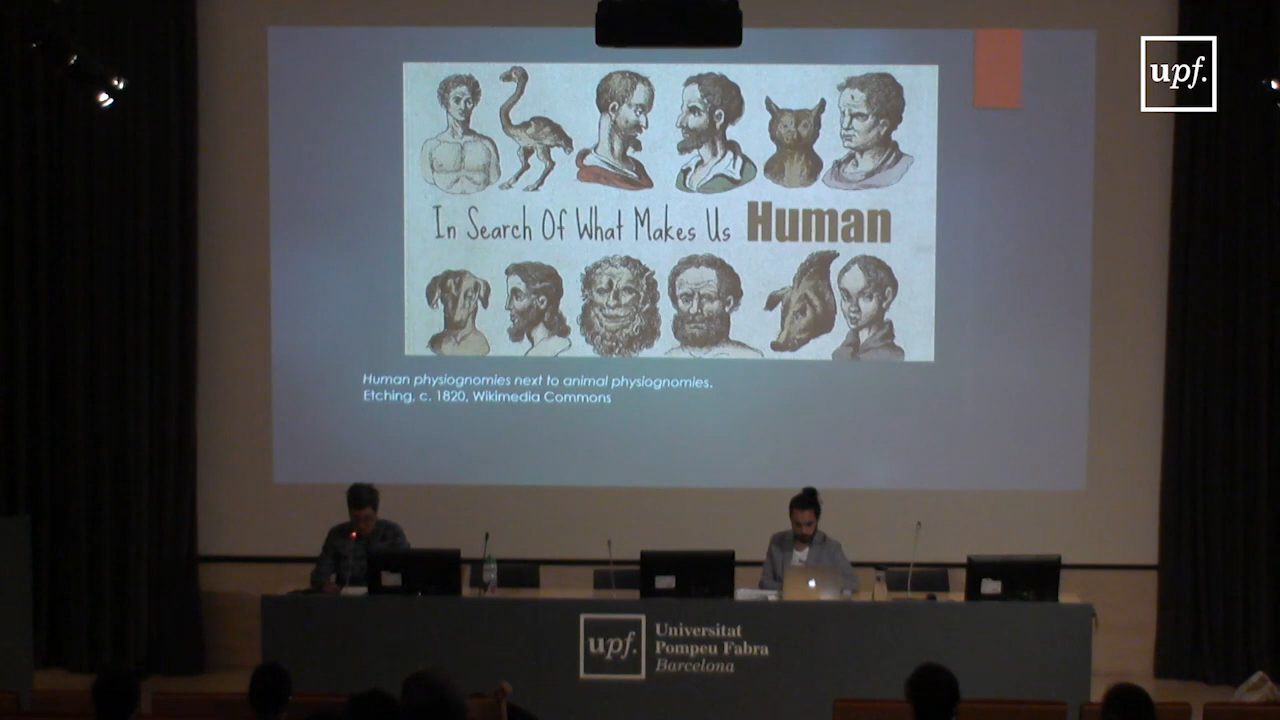 upf.
In Search Of What Makes Us Human
Human physiognomies next to animal physiognomies.
Etching, c. 1820, Wikimedia Commons
upf.
Universitat
Pompeu Fabra
Barcelona